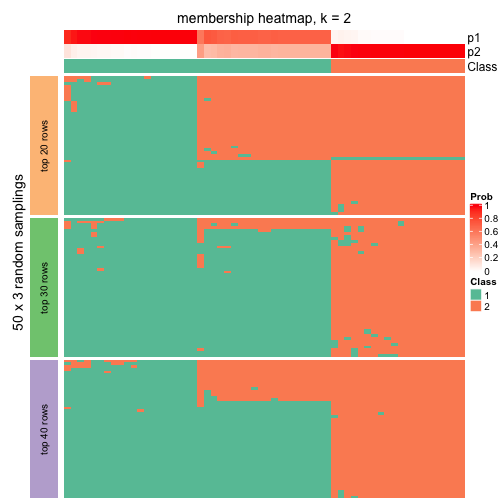 membership heatmap, k = 2
p1
p2
Class
50 x 3 random samplings
top 20 rows
top 30 rows
top 40 rows
Prob
1
0.8
0.6
0.4
0.2
0
Class
1
2